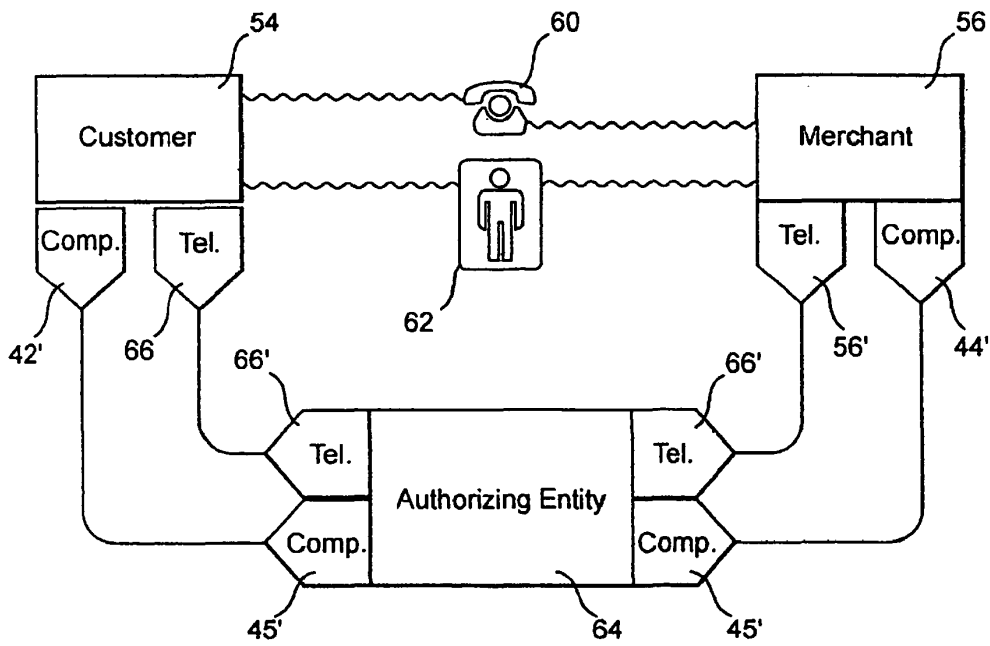 54
60
56
Customer
Merchant
Comp.
Tel.
Tel.
Comp.
42'
66
62
56'
44'
66'
66'
Tel.
Authorizing Entity
Tel.
Comp.
Comp.
45'
64
45'